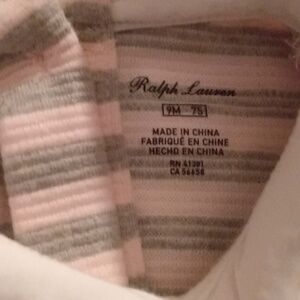 Ralph Lauren
9M - 75
MADE IN CHINA
FABRIQUÉ EN CHINE
HECHO EN CHINA
RN 41381
CA 56658